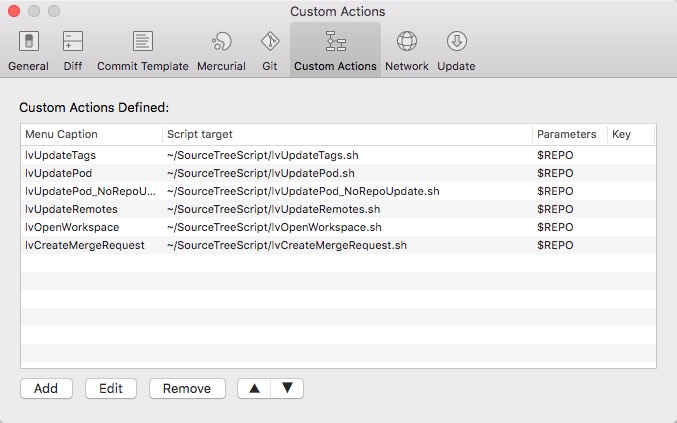 Custom Actions
General Diff Commit Template Mercurial Git Custom Actions Network Update
Custom Actions Defined:
Menu Caption Script target Parameters Key
lvUpdateTags ~/SourceTreeScript/lvUpdateTags.sh $REPO
lvUpdatePod ~/SourceTreeScript/lvUpdatePod.sh $REPO
lvUpdatePod_NoRepoU... ~/SourceTreeScript/lvUpdatePod_NoRepoUpdate.sh $REPO
lvUpdateRemotes ~/SourceTreeScript/lvUpdateRemotes.sh $REPO
lvOpenWorkspace ~/SourceTreeScript/lvOpenWorkspace.sh $REPO
lvCreateMergeRequest ~/SourceTreeScript/lvCreateMergeRequest.sh $REPO
Add Edit Remove